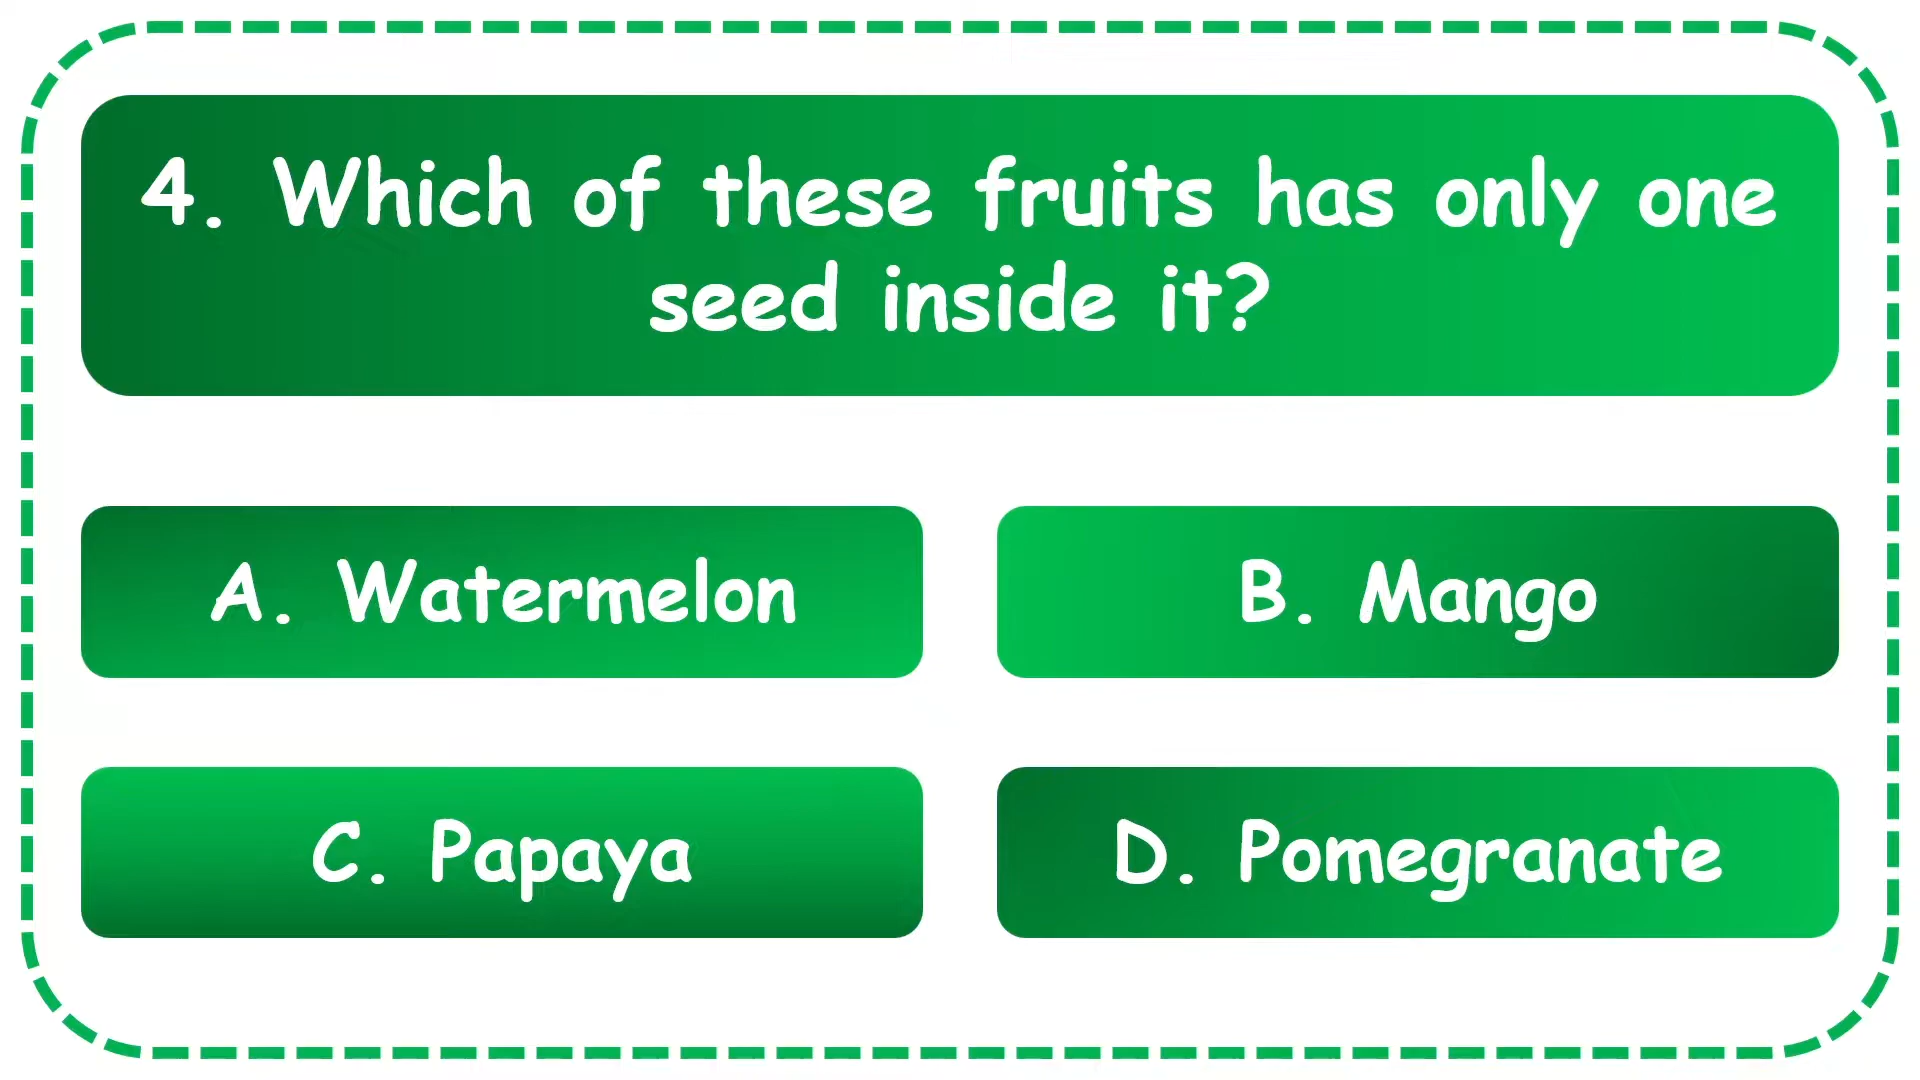 4. Which of these fruits has only one
seed inside it?
A. Watermelon
B. Mango
C. Papaya
D. Pomegranate